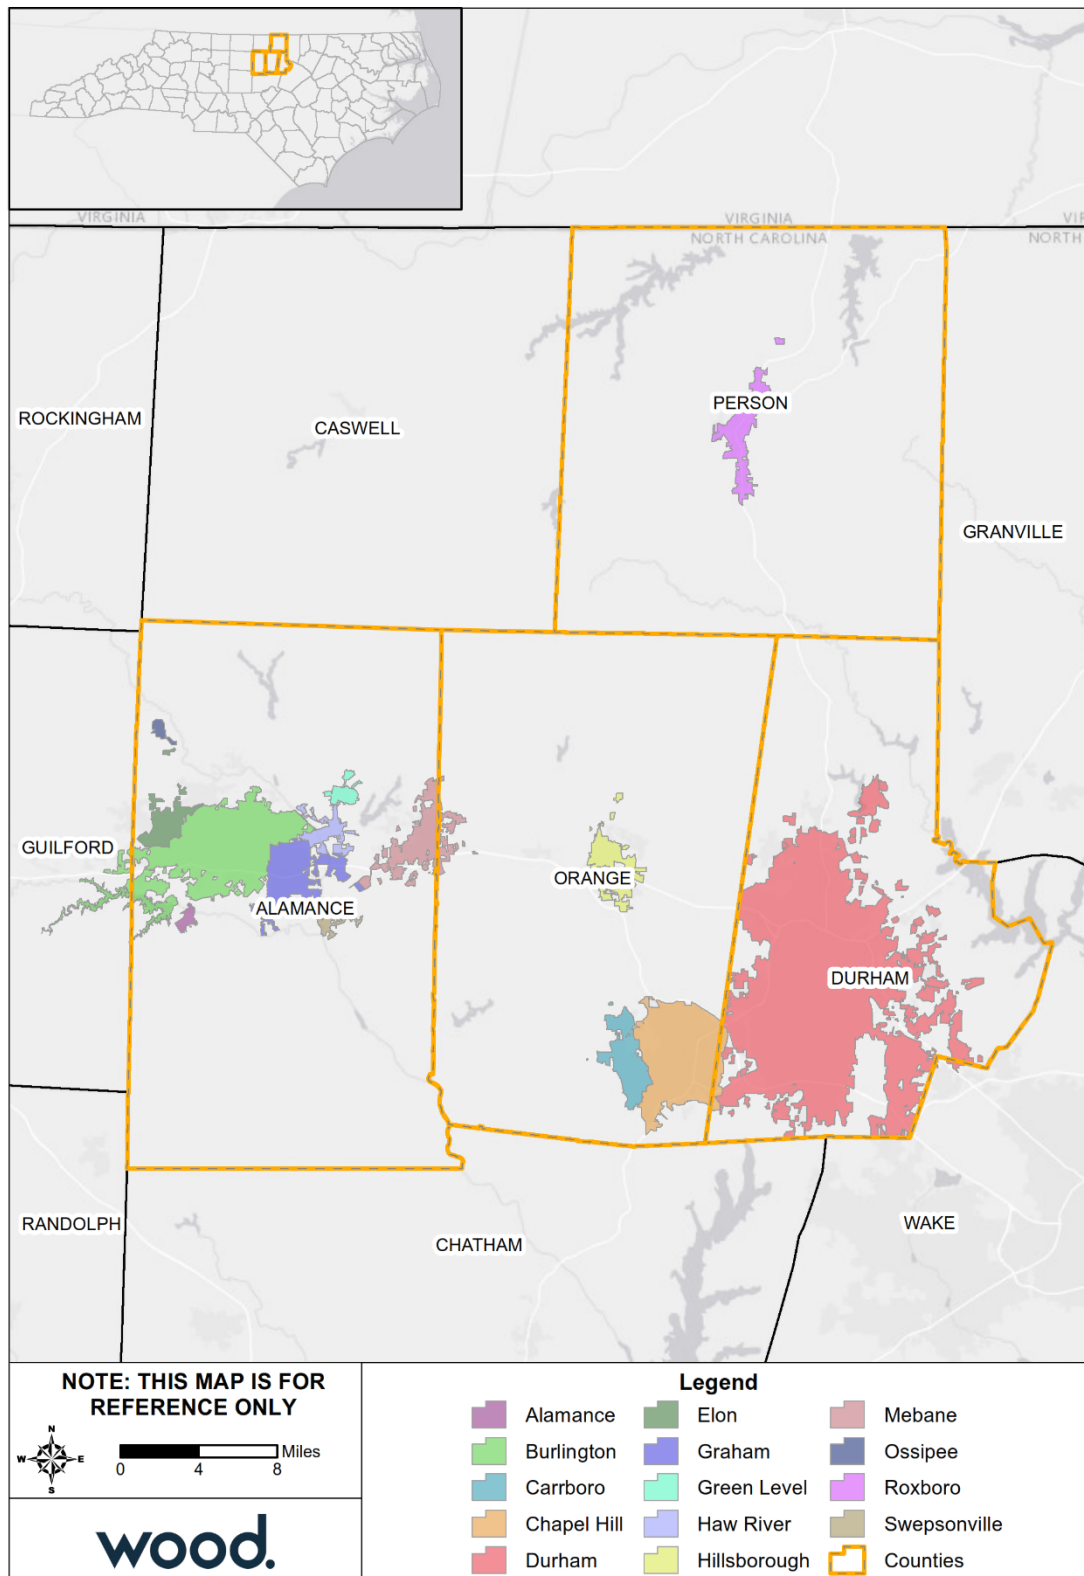 VIRGINIA
VIRGINIA
VIR
NORTH CAROLINA
NORTH
ROCKINGHAM
CASWELL
PERSON
GRANVILLE
GUILFORD
ALAMANCE
ORANGE
DURHAM
RANDOLPH
CHATHAM
WAKE
NOTE: THIS MAP IS FOR
REFERENCE ONLY
N
W E
S
0 4 8
Miles
wood.
Legend
Alamance
Burlington
Carrboro
Chapel Hill
Durham
Elon
Graham
Green Level
Haw River
Hillsborough
Mebane
Ossipee
Roxboro
Swepsonville
Counties